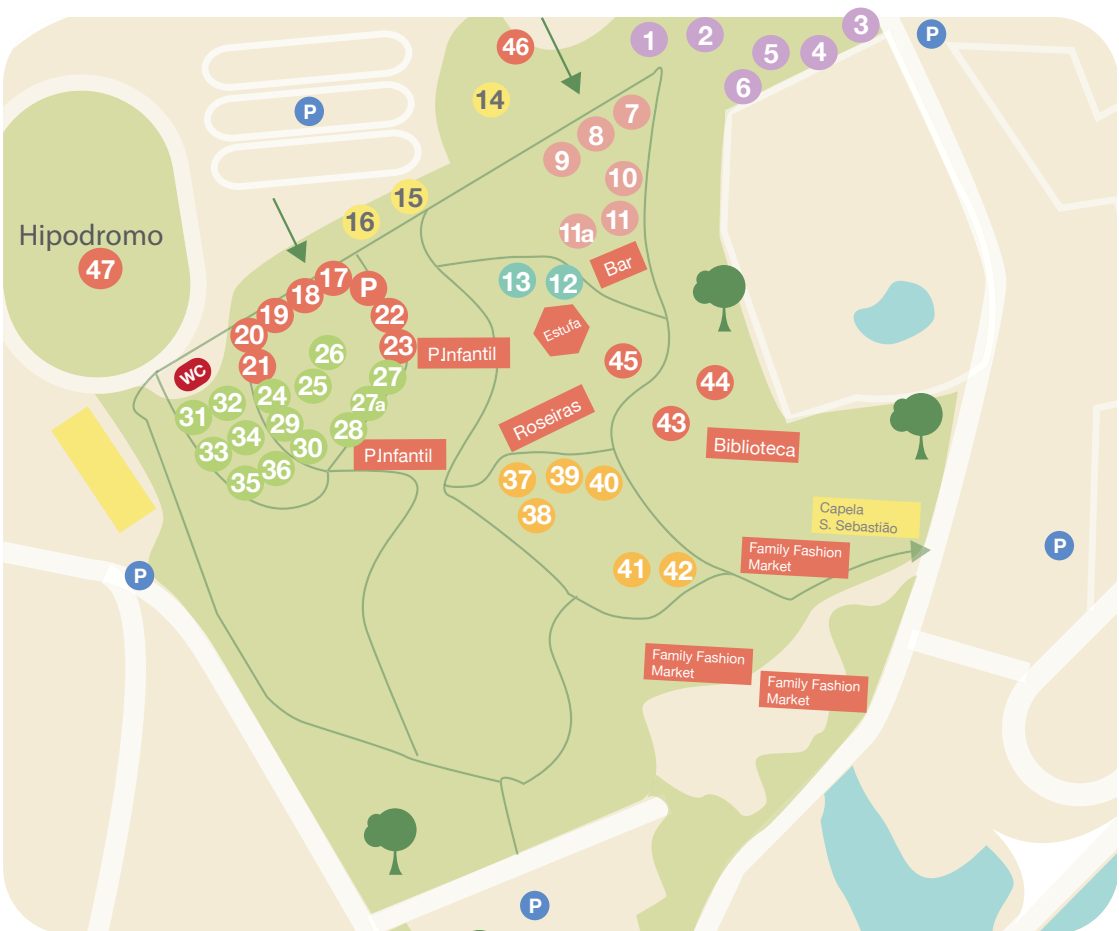 3
1
2
5
4
P
6
46
14
P
7
8
9
10
15
16
11
11a
Hipodromo
47
Bar
17
P
18
13
12
19
22
Estufa
20
23
P.Infantil
26
45
21
WC
27
44
25
24
27a
32
31
Roseiras
43
29
28
34
30
Biblioteca
33
P.Infantil
36
35
37
39
40
38
Capela
S. Sebastião
Family Fashion
Market
P
P
41
42
Family Fashion
Market
Family Fashion
Market
P